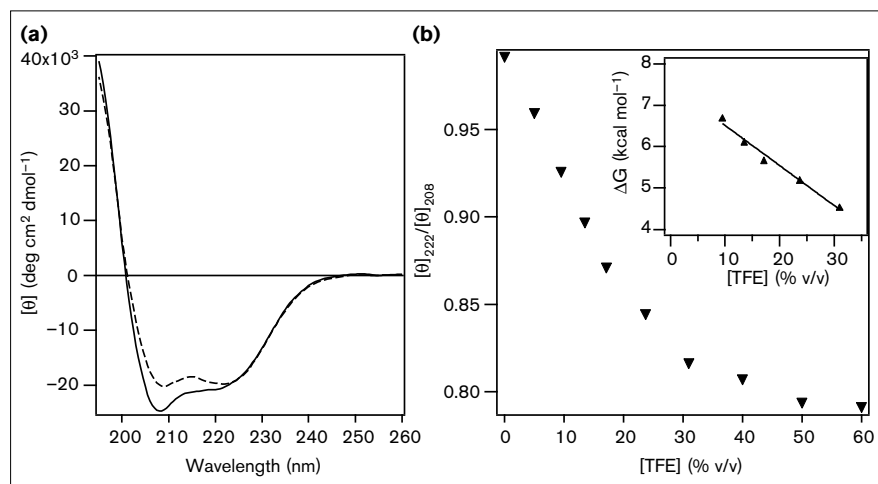 (a)
40x10³
30
20
10
0
−10
−20
[θ] (deg cm² dmol⁻¹)
200 210 220 230 240 250 260
Wavelength (nm)
(b)
0.95
0.90
0.85
0.80
[θ]₂₂₂/[θ]₂₀₈
0 10 20 30 40 50 60
[TFE] (% v/v)
8
7
6
5
4
ΔG (kcal mol⁻¹)
0 10 20 30
[TFE] (% v/v)